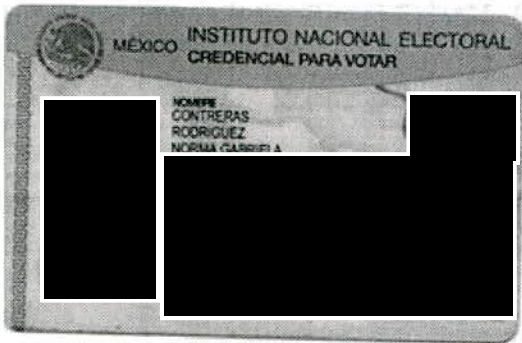 MÉXICO INSTITUTO NACIONAL ELECTORAL
CREDENCIAL PARA VOTAR
NOMBRE
CONTRERAS
RODRIGUEZ
NORMA GABRIELA